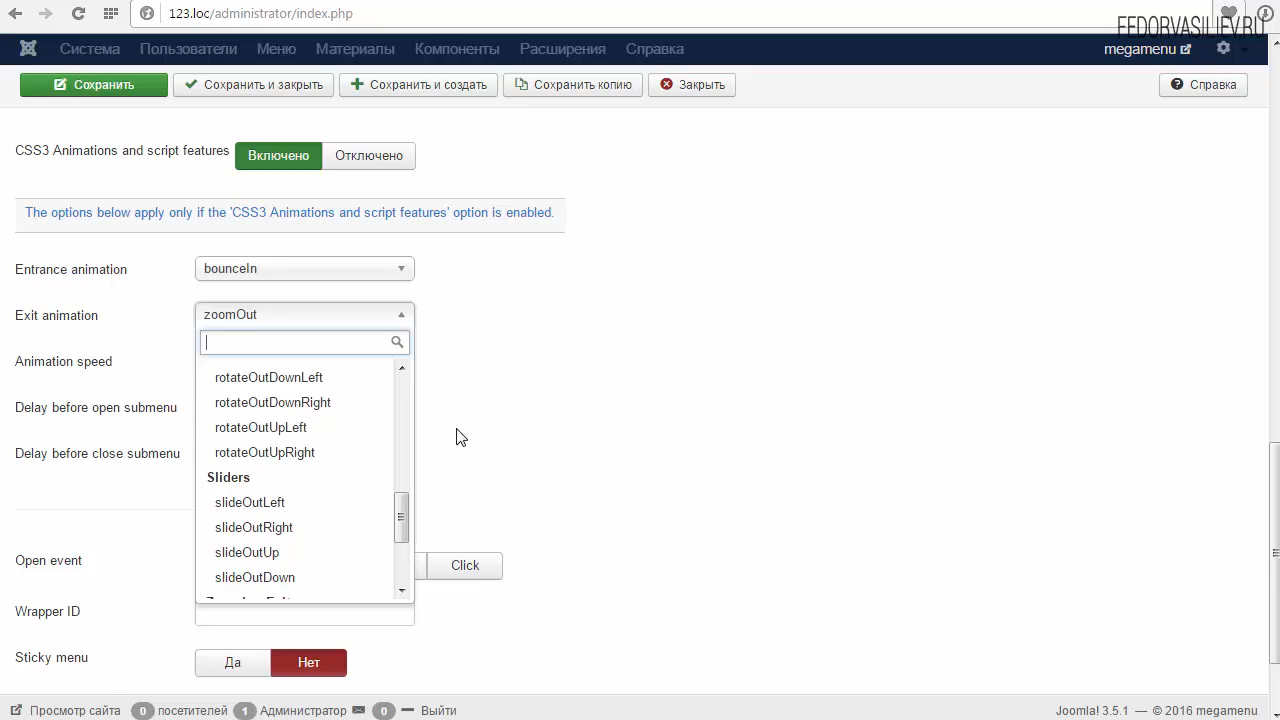 123.loc/administrator/index.php
FEDORVASILIEV.RU
Система Пользователи Меню Материалы Компоненты Расширения Справка megamenu
Сохранить Сохранить и закрыть Сохранить и создать Сохранить копию Закрыть Справка
CSS3 Animations and script features Включено Отключено
The options below apply only if the 'CSS3 Animations and script features' option is enabled.
Entrance animation bounceIn
Exit animation zoomOut
Animation speed
rotateOutDownLeft
Delay before open submenu rotateOutDownRight
rotateOutUpLeft
Delay before close submenu rotateOutUpRight
Sliders
slideOutLeft
slideOutRight
slideOutUp
slideOutDown
Open event Click
Wrapper ID
Sticky menu Да Нет
Просмотр сайта 0 посетителей 1 Администратор 0 Выйти Joomla! 3.5.1 — © 2016 megamenu